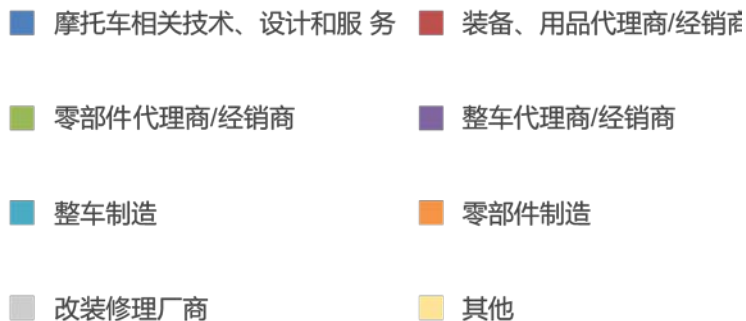 摩托车相关技术、设计和服 务
装备、用品代理商/经销商
零部件代理商/经销商
整车代理商/经销商
整车制造
零部件制造
改装修理厂商
其他